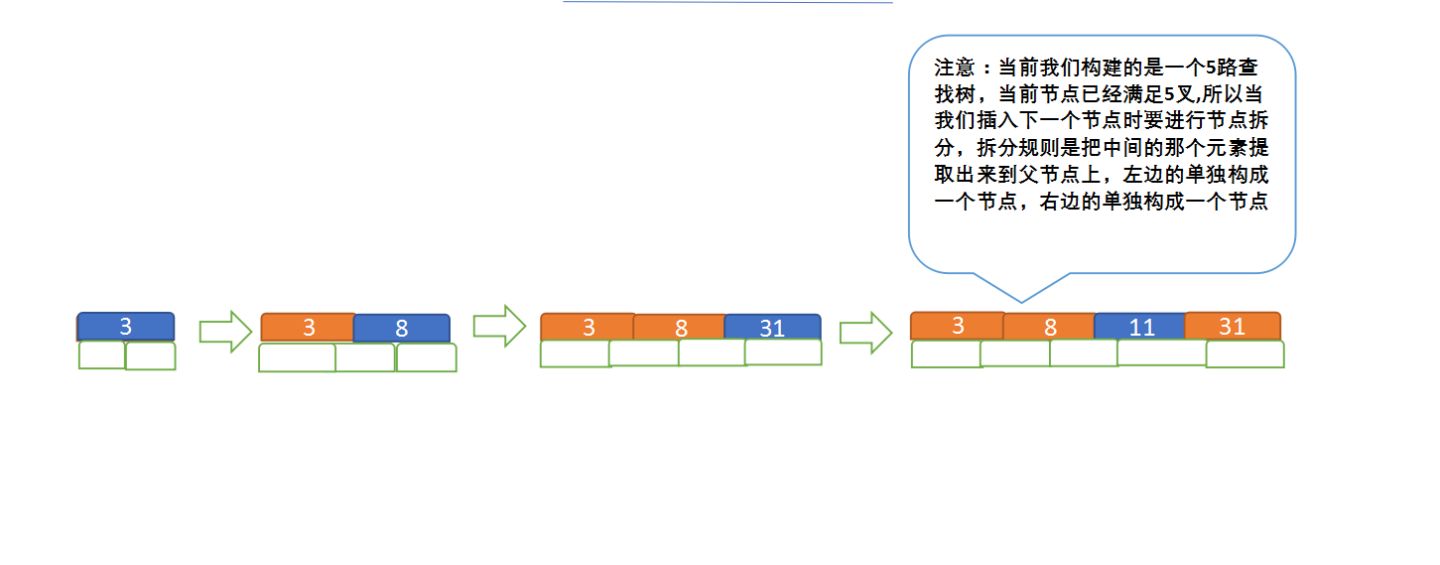 注意：当前我们构建的是一个5路查
找树，当前节点已经满足5叉,所以当
我们插入下一个节点时要进行节点拆
分，拆分规则是把中间的那个元素提
取出来到父节点上，左边的单独构成
一个节点，右边的单独构成一个节点
3
3 8
3 8 31
3 8 11 31